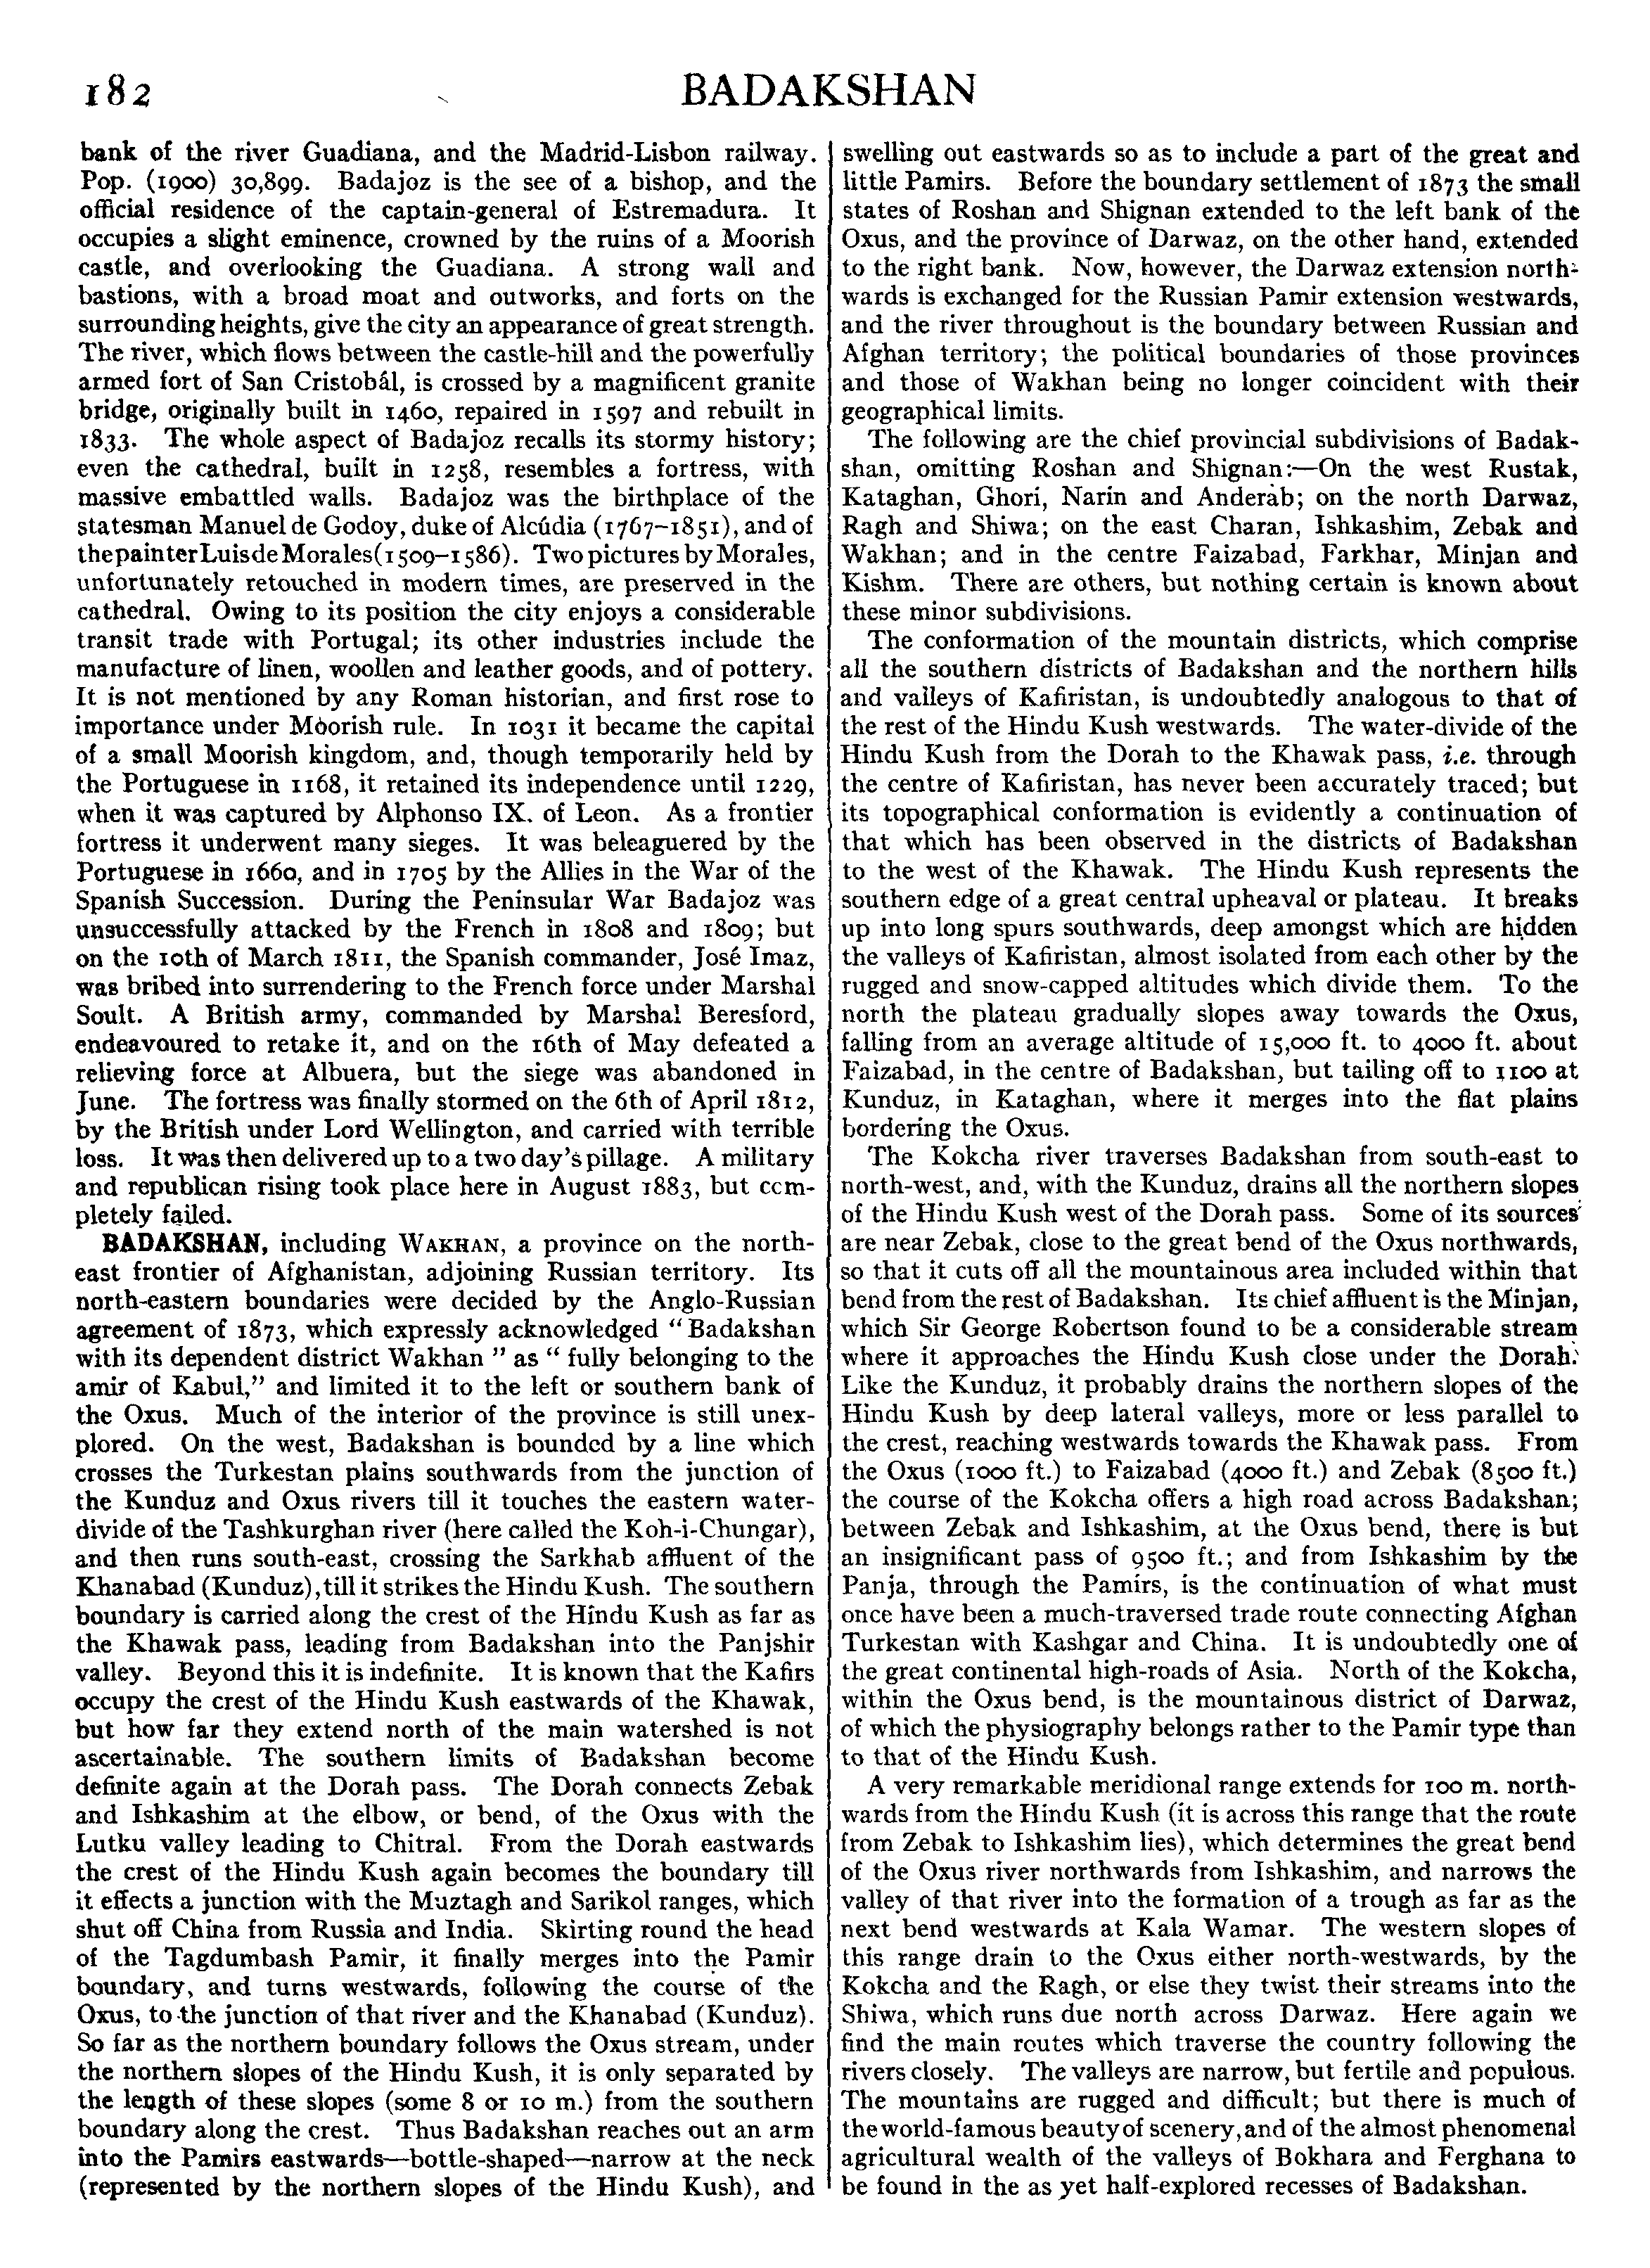 182
BADAKSHAN
bank of the river Guadiana, and the Madrid-Lisbon railway.
Pop. (1900) 30,899. Badajoz is the see of a bishop, and the
official residence of the captain-general of Estremadura. It
occupies a slight eminence, crowned by the ruins of a Moorish
castle, and overlooking the Guadiana. A strong wall and
bastions, with a broad moat and outworks, and forts on the
surrounding heights, give the city an appearance of great strength.
The river, which flows between the castle-hill and the powerfully
armed fort of San Cristobál, is crossed by a magnificent granite
bridge, originally built in 1460, repaired in 1597 and rebuilt in
1833. The whole aspect of Badajoz recalls its stormy history;
even the cathedral, built in 1258, resembles a fortress, with
massive embattled walls. Badajoz was the birthplace of the
statesman Manuel de Godoy, duke of Alcúdia (1767–1851), and of
the painter Luis de Morales (1509–1586). Two pictures by Morales,
unfortunately retouched in modern times, are preserved in the
cathedral. Owing to its position the city enjoys a considerable
transit trade with Portugal; its other industries include the
manufacture of linen, woollen and leather goods, and of pottery.
It is not mentioned by any Roman historian, and first rose to
importance under Moorish rule. In 1031 it became the capital
of a small Moorish kingdom, and, though temporarily held by
the Portuguese in 1168, it retained its independence until 1229,
when it was captured by Alphonso IX. of Leon. As a frontier
fortress it underwent many sieges. It was beleaguered by the
Portuguese in 1660, and in 1705 by the Allies in the War of the
Spanish Succession. During the Peninsular War Badajoz was
unsuccessfully attacked by the French in 1808 and 1809; but
on the 10th of March 1811, the Spanish commander, José Imaz,
was bribed into surrendering to the French force under Marshal
Soult. A British army, commanded by Marshal Beresford,
endeavoured to retake it, and on the 16th of May defeated a
relieving force at Albuera, but the siege was abandoned in
June. The fortress was finally stormed on the 6th of April 1812,
by the British under Lord Wellington, and carried with terrible
loss. It was then delivered up to a two day's pillage. A military
and republican rising took place here in August 1883, but com-
pletely failed.
BADAKSHAN, including WAKHAN, a province on the north-
east frontier of Afghanistan, adjoining Russian territory. Its
north-eastern boundaries were decided by the Anglo-Russian
agreement of 1873, which expressly acknowledged “Badakshan
with its dependent district Wakhan ” as “ fully belonging to the
amir of Kabul,” and limited it to the left or southern bank of
the Oxus. Much of the interior of the province is still unex-
plored. On the west, Badakshan is bounded by a line which
crosses the Turkestan plains southwards from the junction of
the Kunduz and Oxus rivers till it touches the eastern water-
divide of the Tashkurghan river (here called the Koh-i-Chungar),
and then runs south-east, crossing the Sarkhab affluent of the
Khanabad (Kunduz), till it strikes the Hindu Kush. The southern
boundary is carried along the crest of the Hindu Kush as far as
the Khawak pass, leading from Badakshan into the Panjshir
valley. Beyond this it is indefinite. It is known that the Kafirs
occupy the crest of the Hindu Kush eastwards of the Khawak,
but how far they extend north of the main watershed is not
ascertainable. The southern limits of Badakshan become
definite again at the Dorah pass. The Dorah connects Zebak
and Ishkashim at the elbow, or bend, of the Oxus with the
Lutku valley leading to Chitral. From the Dorah eastwards
the crest of the Hindu Kush again becomes the boundary till
it effects a junction with the Muztagh and Sarikol ranges, which
shut off China from Russia and India. Skirting round the head
of the Tagdumbash Pamir, it finally merges into the Pamir
boundary, and turns westwards, following the course of the
Oxus, to the junction of that river and the Khanabad (Kunduz).
So far as the northern boundary follows the Oxus stream, under
the northern slopes of the Hindu Kush, it is only separated by
the length of these slopes (some 8 or 10 m.) from the southern
boundary along the crest. Thus Badakshan reaches out an arm
into the Pamirs eastwards—bottle-shaped—narrow at the neck
(represented by the northern slopes of the Hindu Kush), and
swelling out eastwards so as to include a part of the great and
little Pamirs. Before the boundary settlement of 1873 the small
states of Roshan and Shignan extended to the left bank of the
Oxus, and the province of Darwaz, on the other hand, extended
to the right bank. Now, however, the Darwaz extension north-
wards is exchanged for the Russian Pamir extension westwards,
and the river throughout is the boundary between Russian and
Afghan territory; the political boundaries of those provinces
and those of Wakhan being no longer coincident with their
geographical limits.
The following are the chief provincial subdivisions of Badak-
shan, omitting Roshan and Shignan:—On the west Rustak,
Kataghan, Ghori, Narin and Anderab; on the north Darwaz,
Ragh and Shiwa; on the east Charan, Ishkashim, Zebak and
Wakhan; and in the centre Faizabad, Farkhar, Minjan and
Kishm. There are others, but nothing certain is known about
these minor subdivisions.
The conformation of the mountain districts, which comprise
all the southern districts of Badakshan and the northern hills
and valleys of Kafiristan, is undoubtedly analogous to that of
the rest of the Hindu Kush westwards. The water-divide of the
Hindu Kush from the Dorah to the Khawak pass, i.e. through
the centre of Kafiristan, has never been accurately traced; but
its topographical conformation is evidently a continuation of
that which has been observed in the districts of Badakshan
to the west of the Khawak. The Hindu Kush represents the
southern edge of a great central upheaval or plateau. It breaks
up into long spurs southwards, deep amongst which are hidden
the valleys of Kafiristan, almost isolated from each other by the
rugged and snow-capped altitudes which divide them. To the
north the plateau gradually slopes away towards the Oxus,
falling from an average altitude of 15,000 ft. to 4000 ft. about
Faizabad, in the centre of Badakshan, but tailing off to 1100 at
Kunduz, in Kataghan, where it merges into the flat plains
bordering the Oxus.
The Kokcha river traverses Badakshan from south-east to
north-west, and, with the Kunduz, drains all the northern slopes
of the Hindu Kush west of the Dorah pass. Some of its sources
are near Zebak, close to the great bend of the Oxus northwards,
so that it cuts off all the mountainous area included within that
bend from the rest of Badakshan. Its chief affluent is the Minjan,
which Sir George Robertson found to be a considerable stream
where it approaches the Hindu Kush close under the Dorah.
Like the Kunduz, it probably drains the northern slopes of the
Hindu Kush by deep lateral valleys, more or less parallel to
the crest, reaching westwards towards the Khawak pass. From
the Oxus (1000 ft.) to Faizabad (4000 ft.) and Zebak (8500 ft.)
the course of the Kokcha offers a high road across Badakshan;
between Zebak and Ishkashim, at the Oxus bend, there is but
an insignificant pass of 9500 ft.; and from Ishkashim by the
Panja, through the Pamirs, is the continuation of what must
once have been a much-traversed trade route connecting Afghan
Turkestan with Kashgar and China. It is undoubtedly one of
the great continental high-roads of Asia. North of the Kokcha,
within the Oxus bend, is the mountainous district of Darwaz,
of which the physiography belongs rather to the Pamir type than
to that of the Hindu Kush.
A very remarkable meridional range extends for 100 m. north-
wards from the Hindu Kush (it is across this range that the route
from Zebak to Ishkashim lies), which determines the great bend
of the Oxus river northwards from Ishkashim, and narrows the
valley of that river into the formation of a trough as far as the
next bend westwards at Kala Wamar. The western slopes of
this range drain to the Oxus either north-westwards, by the
Kokcha and the Ragh, or else they twist their streams into the
Shiwa, which runs due north across Darwaz. Here again we
find the main routes which traverse the country following the
rivers closely. The valleys are narrow, but fertile and populous.
The mountains are rugged and difficult; but there is much of
the world-famous beauty of scenery, and of the almost phenomenal
agricultural wealth of the valleys of Bokhara and Ferghana to
be found in the as yet half-explored recesses of Badakshan.